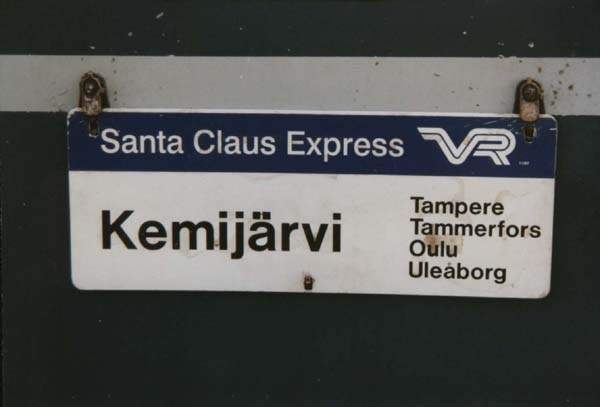 Santa Claus Express VR
Kemijärvi
Tampere
Tammerfors
Oulu
Uleåborg